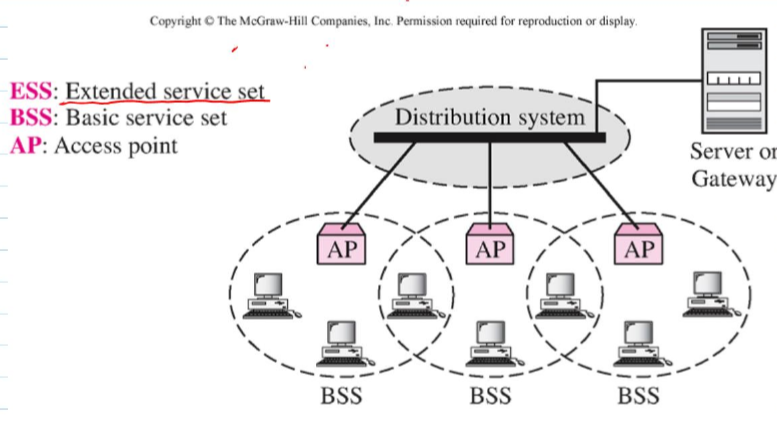 Copyright © The McGraw-Hill Companies, Inc. Permission required for reproduction or display.
ESS: Extended service set
BSS: Basic service set
AP: Access point
Distribution system
Server or
Gateway
AP
AP
AP
BSS
BSS
BSS